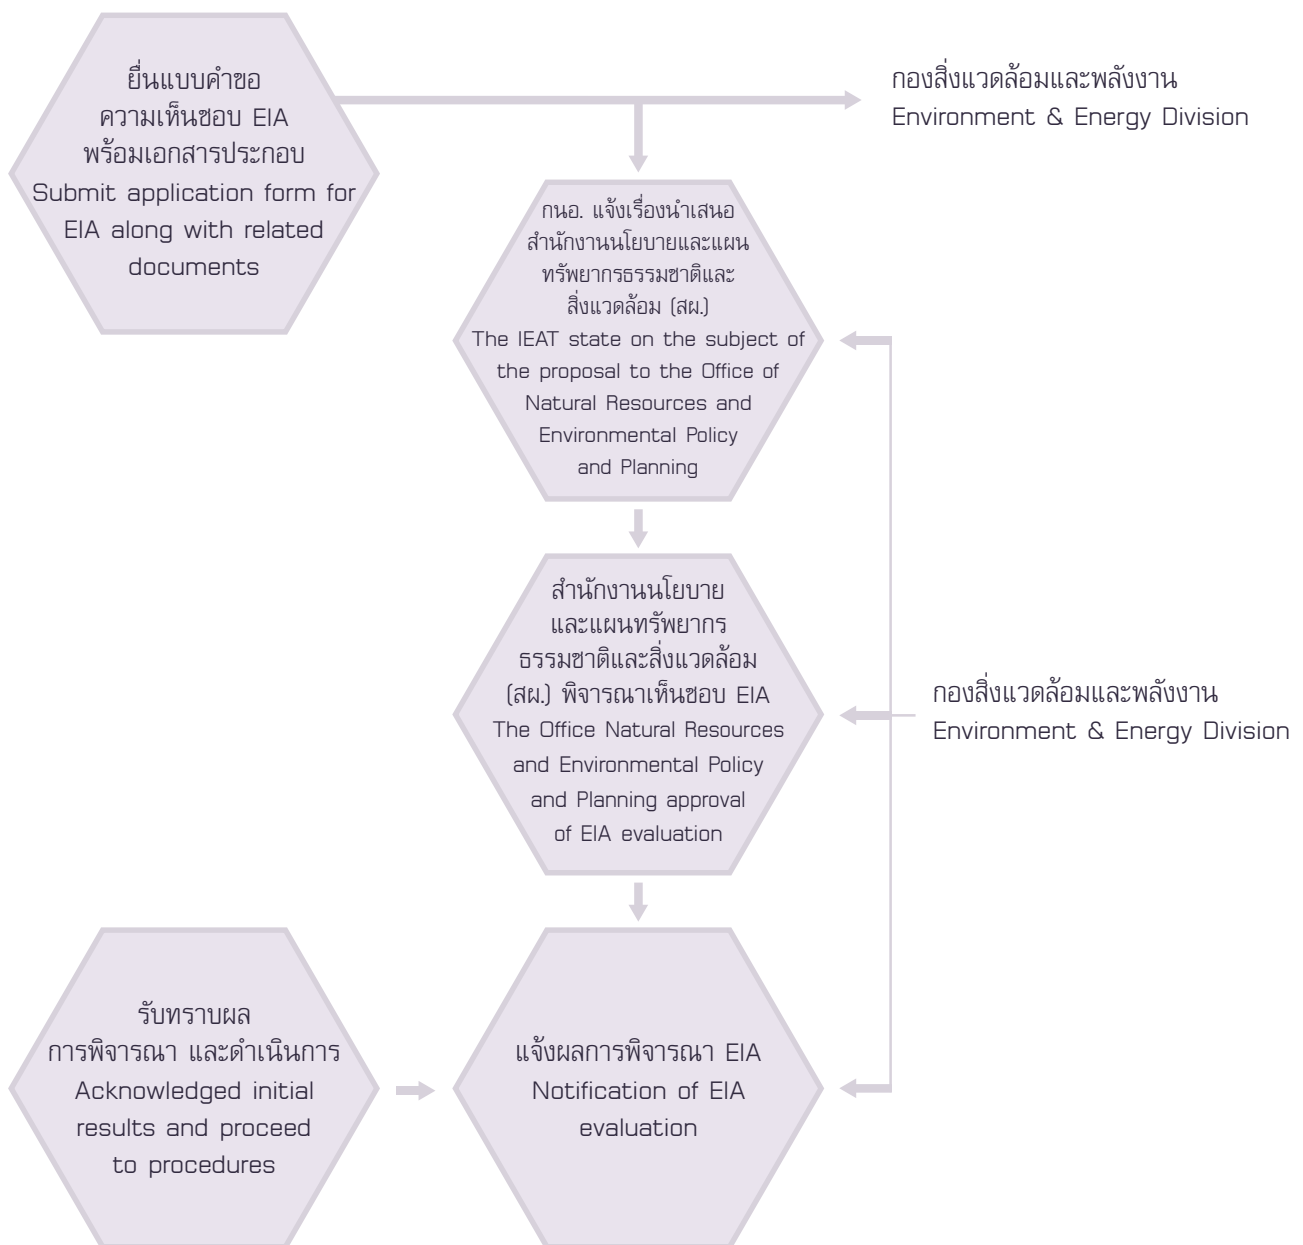 ยื่นแบบคำขอ
ความเห็นชอบ EIA
พร้อมเอกสารประกอบ
Submit application form for
EIA along with related
documents
กองสิ่งแวดล้อมและพลังงาน
Environment & Energy Division
กนอ. แจ้งเรื่องนำเสนอ
สำนักงานนโยบายและแผน
ทรัพยากรธรรมชาติและ
สิ่งแวดล้อม (สผ.)
The IEAT state on the subject of
the proposal to the Office of
Natural Resources and
Environmental Policy
and Planning
สำนักงานนโยบาย
และแผนทรัพยากร
ธรรมชาติและสิ่งแวดล้อม
(สผ.) พิจารณาเห็นชอบ EIA
The Office Natural Resources
and Environmental Policy
and Planning approval
of EIA evaluation
กองสิ่งแวดล้อมและพลังงาน
Environment & Energy Division
รับทราบผล
การพิจารณา และดำเนินการ
Acknowledged initial
results and proceed
to procedures
แจ้งผลการพิจารณา EIA
Notification of EIA
evaluation